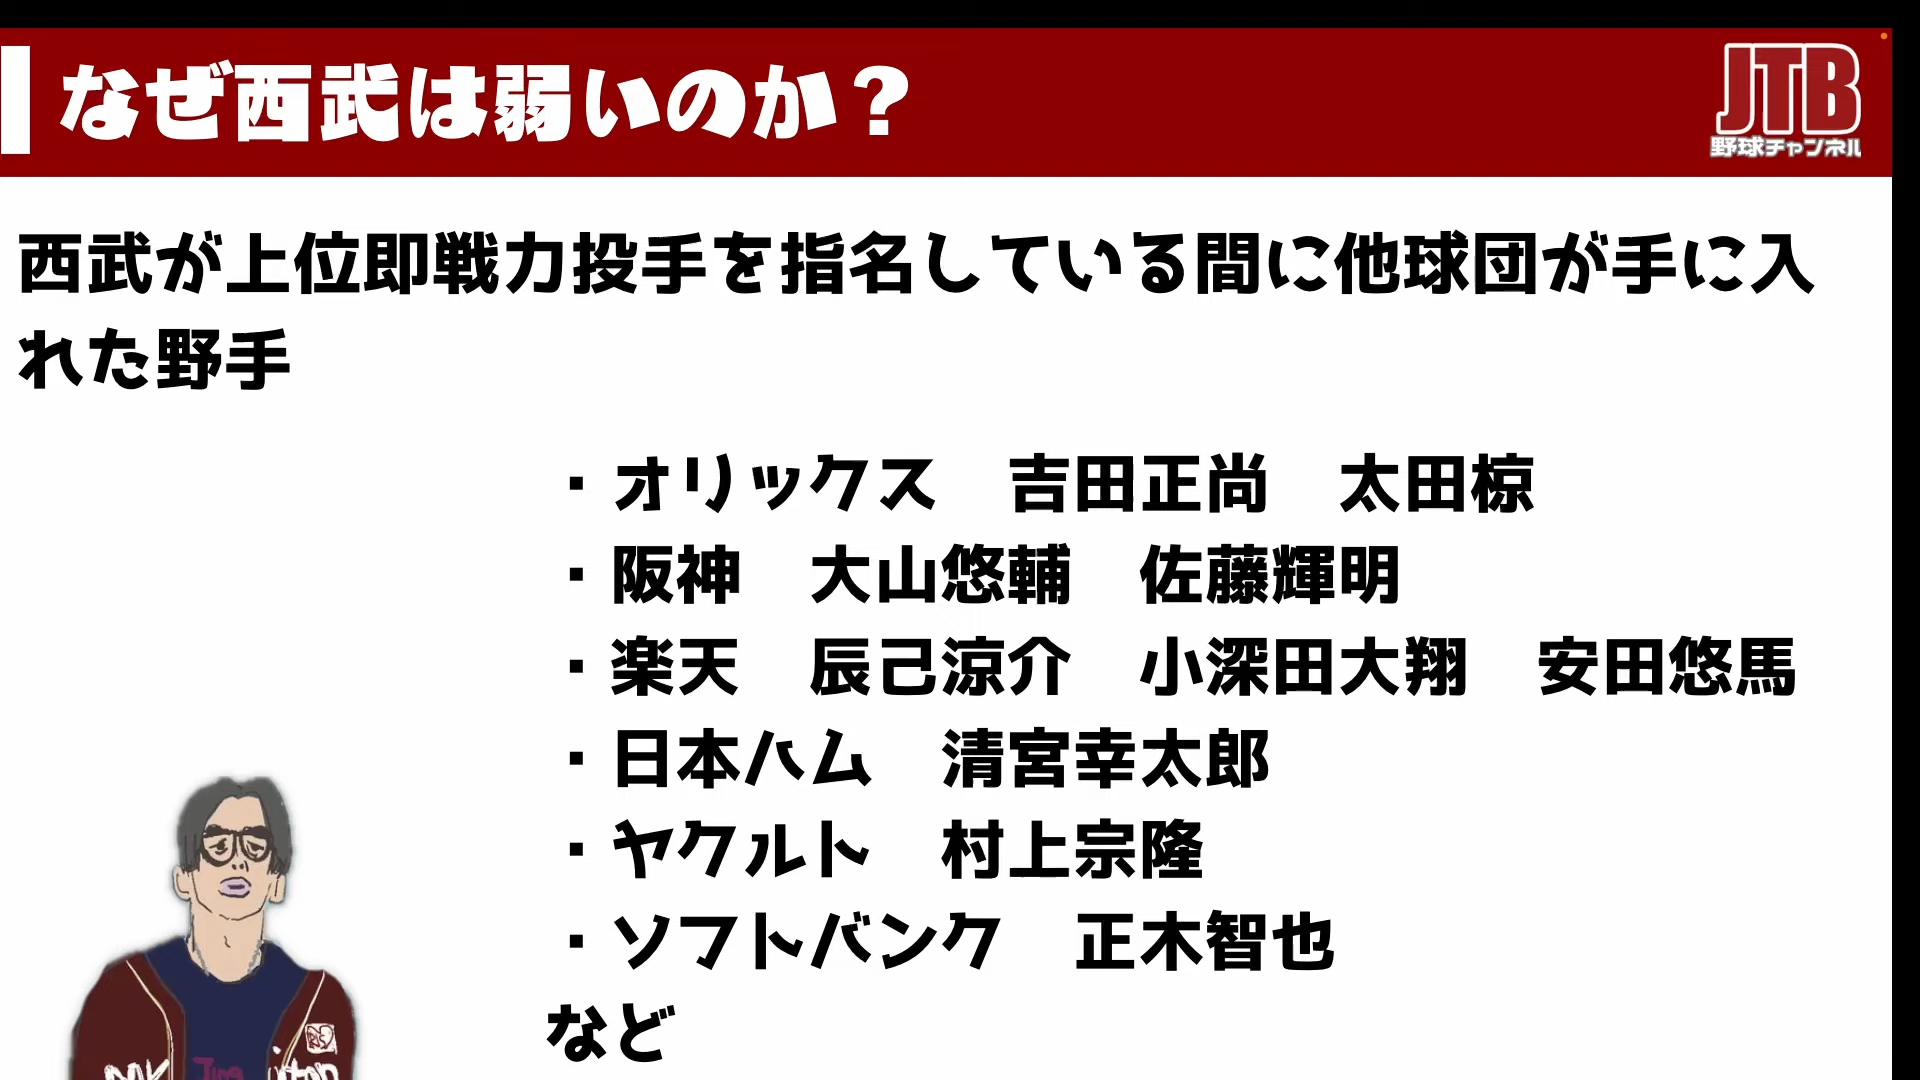 なぜ西武は弱いのか？
JTB
野球チャンネル
西武が上位即戦力投手を指名している間に他球団が手に入
れた野手
・オリックス　吉田正尚　太田椋
・阪神　大山悠輔　佐藤輝明
・楽天　辰己涼介　小深田大翔　安田悠馬
・日本ハム　清宮幸太郎
・ヤクルト　村上宗隆
・ソフトバンク　正木智也
など